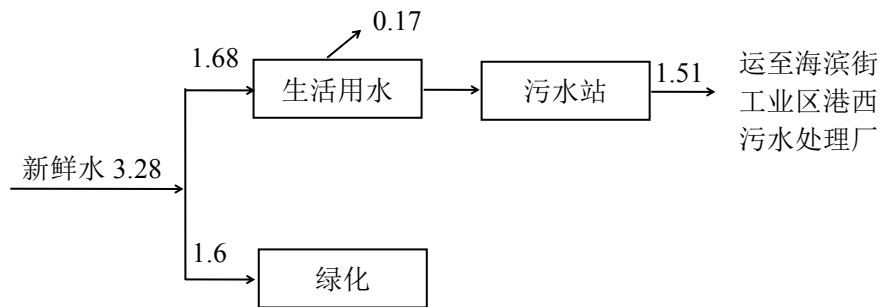 0.17
1.68
生活用水
污水站
1.51
运至海滨街
工业区港西
污水处理厂
新鲜水 3.28
1.6
绿化